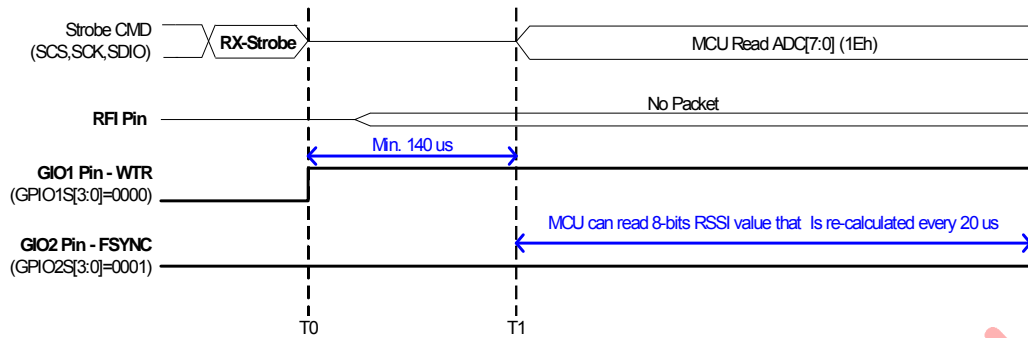 Strobe CMD
(SCS,SCK,SDIO)
RX-Strobe
MCU Read ADC[7:0] (1Eh)
RFI Pin
No Packet
Min. 140 us
GIO1 Pin - WTR
(GPIO1S[3:0]=0000)
MCU can read 8-bits RSSI value that Is re-calculated every 20 us
GIO2 Pin - FSYNC
(GPIO2S[3:0]=0001)
T0
T1